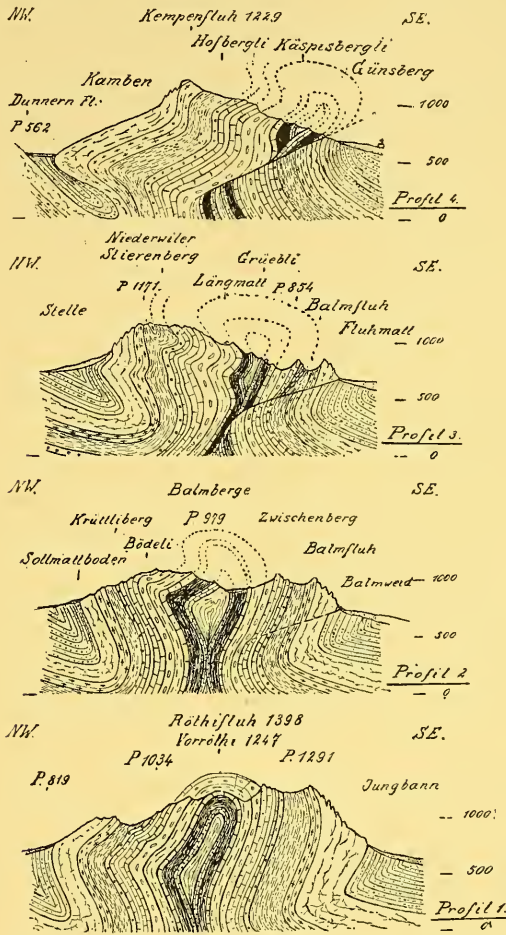 NW. Kempenfluh 1229 SE.
Hofbergli Käspisbergli
Kamben Günsberg
Dünnern Fl.
P 562
— 1000
— 500
Profil 4.
— 0
Niederwiler
NW. Stierenberg Grüebli SE.
P 1171. Längmatt P. 854
Stelle Balmfluh
Fluhmatt
— 1000
— 500
Profil 3.
— 0
NW. Balmberge SE.
Krüttliberg P 979 Zwischenberg
Sollmattboden Bödeli Balmfluh
Balmweid — 1000
— 500
Profil 2
— 0
NW. Röthifluh 1398 SE.
Vorröthi 1247
P. 819 P 1034 P. 1291
Jungbann
— 1000
— 500
Profil 1.
— 0